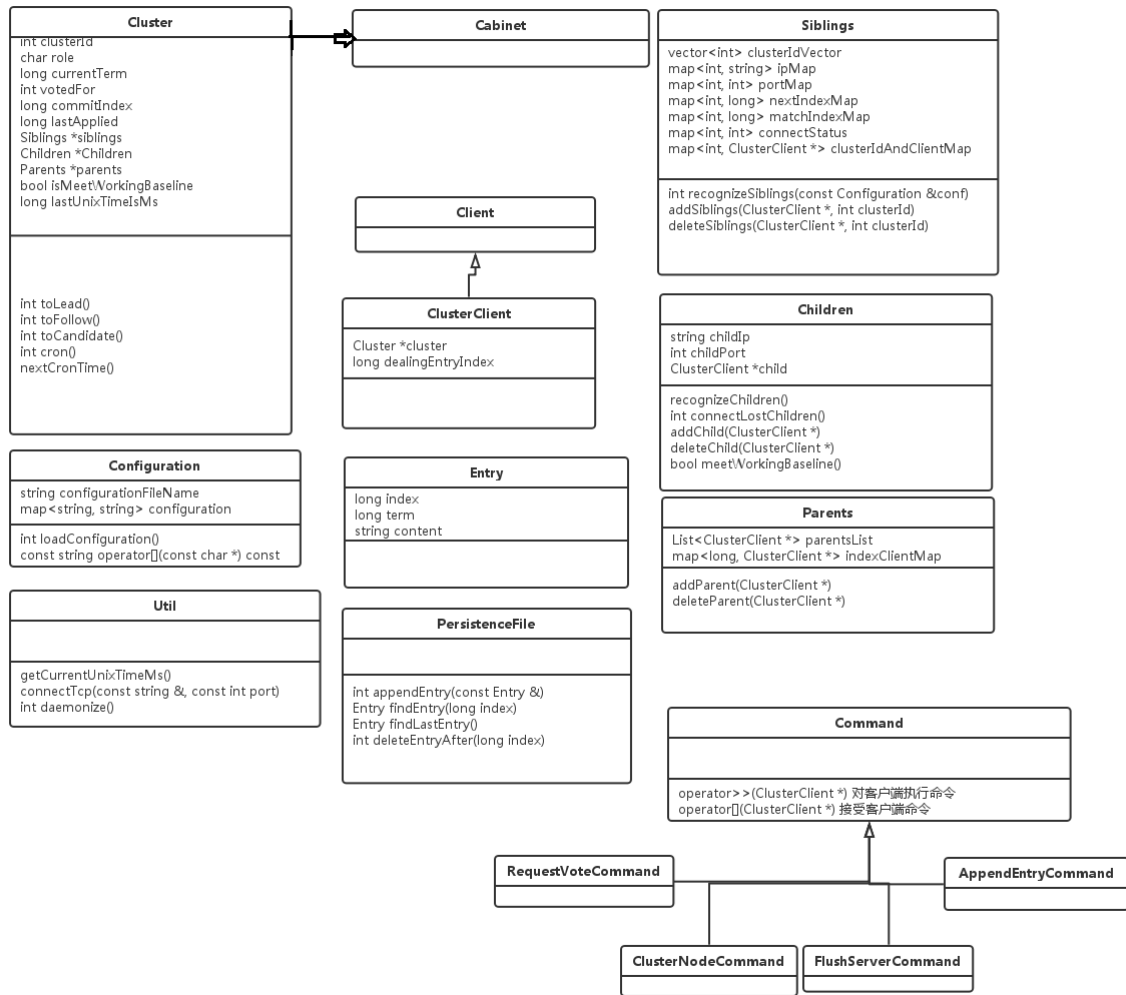 Cluster
int clusterId
char role
long currentTerm
int votedFor
long commitIndex
long lastApplied
Siblings *siblings
Children *Children
Parents *parents
bool isMeetWorkingBaseline
long lastUnixTimeIsMs
int toLead()
int toFollow()
int toCandidate()
int cron()
nextCronTime()
Cabinet
Siblings
vector<int> clusterIdVector
map<int, string> ipMap
map<int, int> portMap
map<int, long> nextIndexMap
map<int, long> matchIndexMap
map<int, int> connectStatus
map<int, ClusterClient *> clusterIdAndClientMap
int recognizeSiblings(const Configuration &conf)
addSiblings(ClusterClient *, int clusterId)
deleteSiblings(ClusterClient *, int clusterId)
Client
ClusterClient
Cluster *cluster
long dealingEntryIndex
Children
string childIp
int childPort
ClusterClient *child
recognizeChildren()
int connectLostChildren()
addChild(ClusterClient *)
deleteChild(ClusterClient *)
bool meetWorkingBaseline()
Configuration
string configurationFileName
map<string, string> configuration
int loadConfiguration()
const string operator[](const char *) const
Entry
long index
long term
string content
Parents
List<ClusterClient *> parentsList
map<long, ClusterClient *> indexClientMap
addParent(ClusterClient *)
deleteParent(ClusterClient *)
Util
getCurrentUnixTimeMs()
connectTcp(const string &, const int port)
int daemonize()
PersistenceFile
int appendEntry(const Entry &)
Entry findEntry(long index)
Entry findLastEntry()
int deleteEntryAfter(long index)
Command
operator>>(ClusterClient *) 对客户端执行命令
operator[](ClusterClient *) 接受客户端命令
RequestVoteCommand
AppendEntryCommand
ClusterNodeCommand
FlushServerCommand